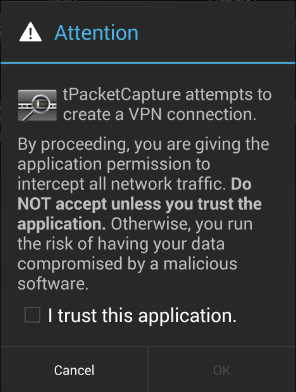 Attention
tPacketCapture attempts to
create a VPN connection.
By proceeding, you are giving the
application permission to
intercept all network traffic. Do
NOT accept unless you trust the
application. Otherwise, you run
the risk of having your data
compromised by a malicious
software.
I trust this application.
Cancel
OK